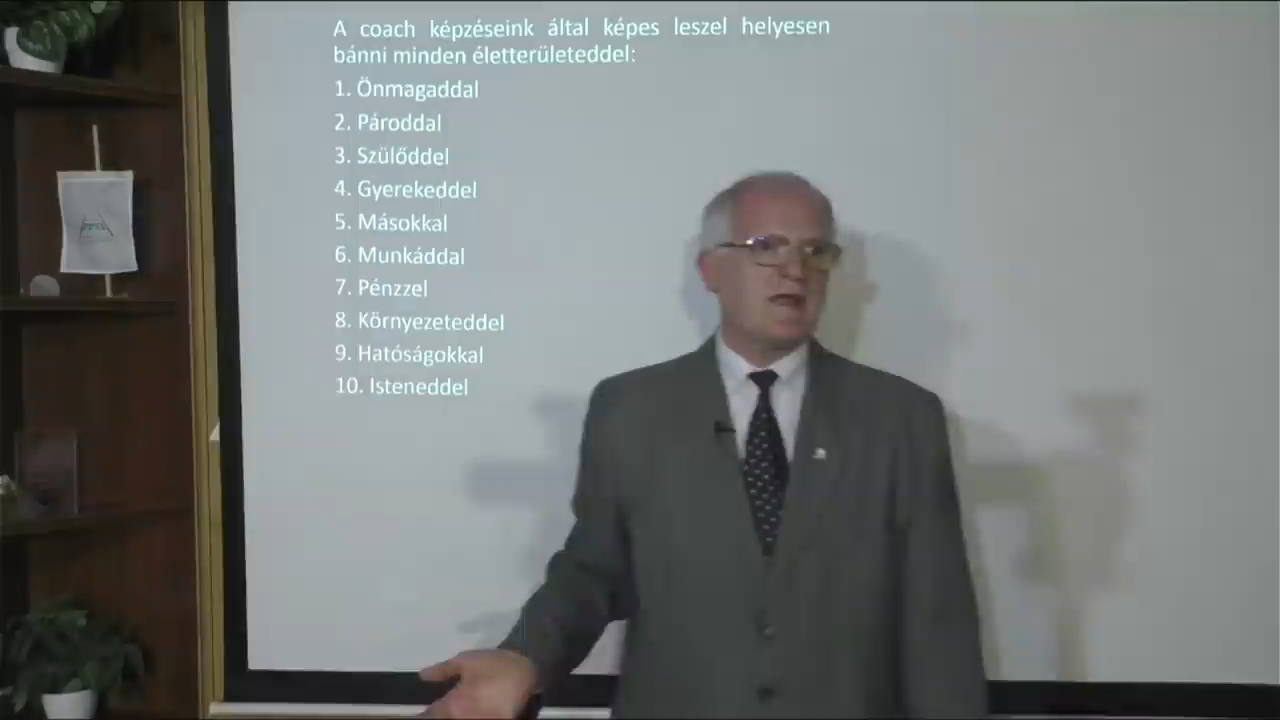 A coach képzéseink által képes leszel helyesen
bánni minden életterületeddel:
1. Önmagaddal
2. Pároddal
3. Szülőddel
4. Gyerekeddel
5. Másokkal
6. Munkáddal
7. Pénzzel
8. Környezeteddel
9. Hatóságokkal
10. Isteneddel